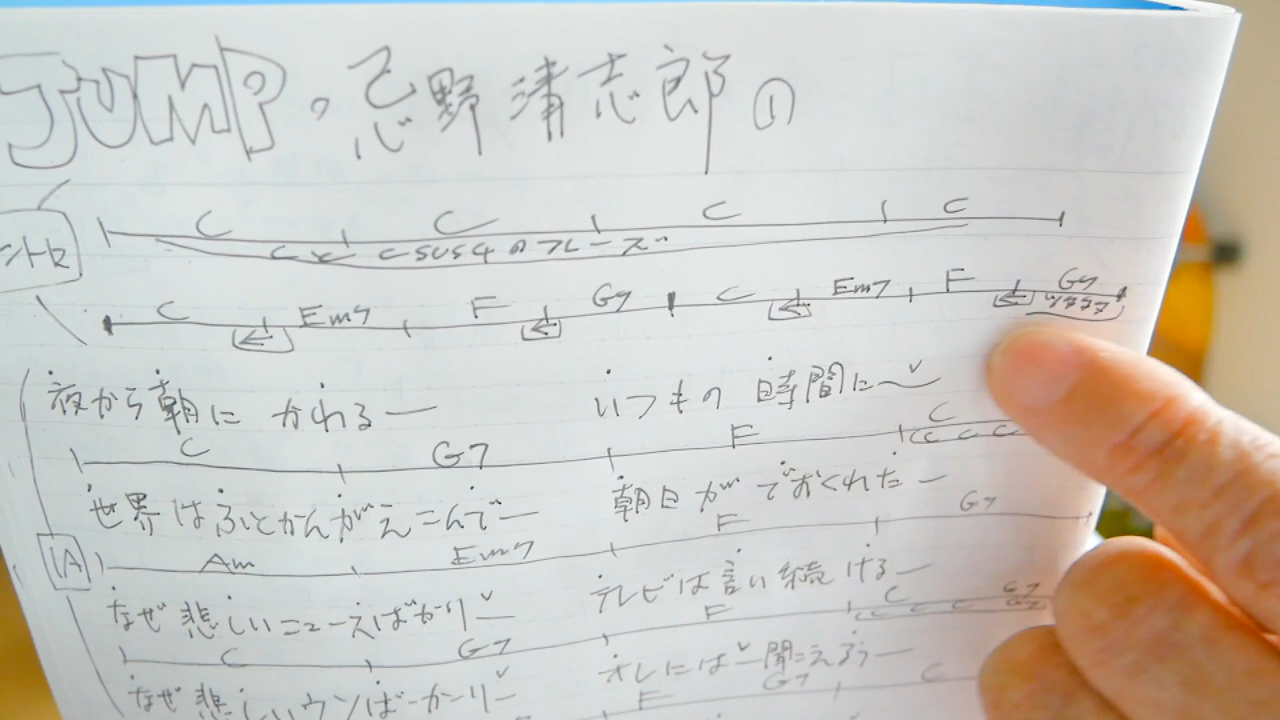 JUMP。忌野清志郎 ①
C C C C
ントロ C と Csus4 のフレーズ
C Em7 F G7 C Em7 F G7
夜から朝に かわるー いつもの 時間に〜
C G7 F C C C C
世界はふとかんがえこんでー 朝日が でおくれたー
A Am Em7 F G7
なぜ 悲しいニュースばかりー テレビは言い続けるー
C G7 F C C C G7 G7
なぜ 悲しいウソばーかーりー オレにはー聞こえるう
F G7 C